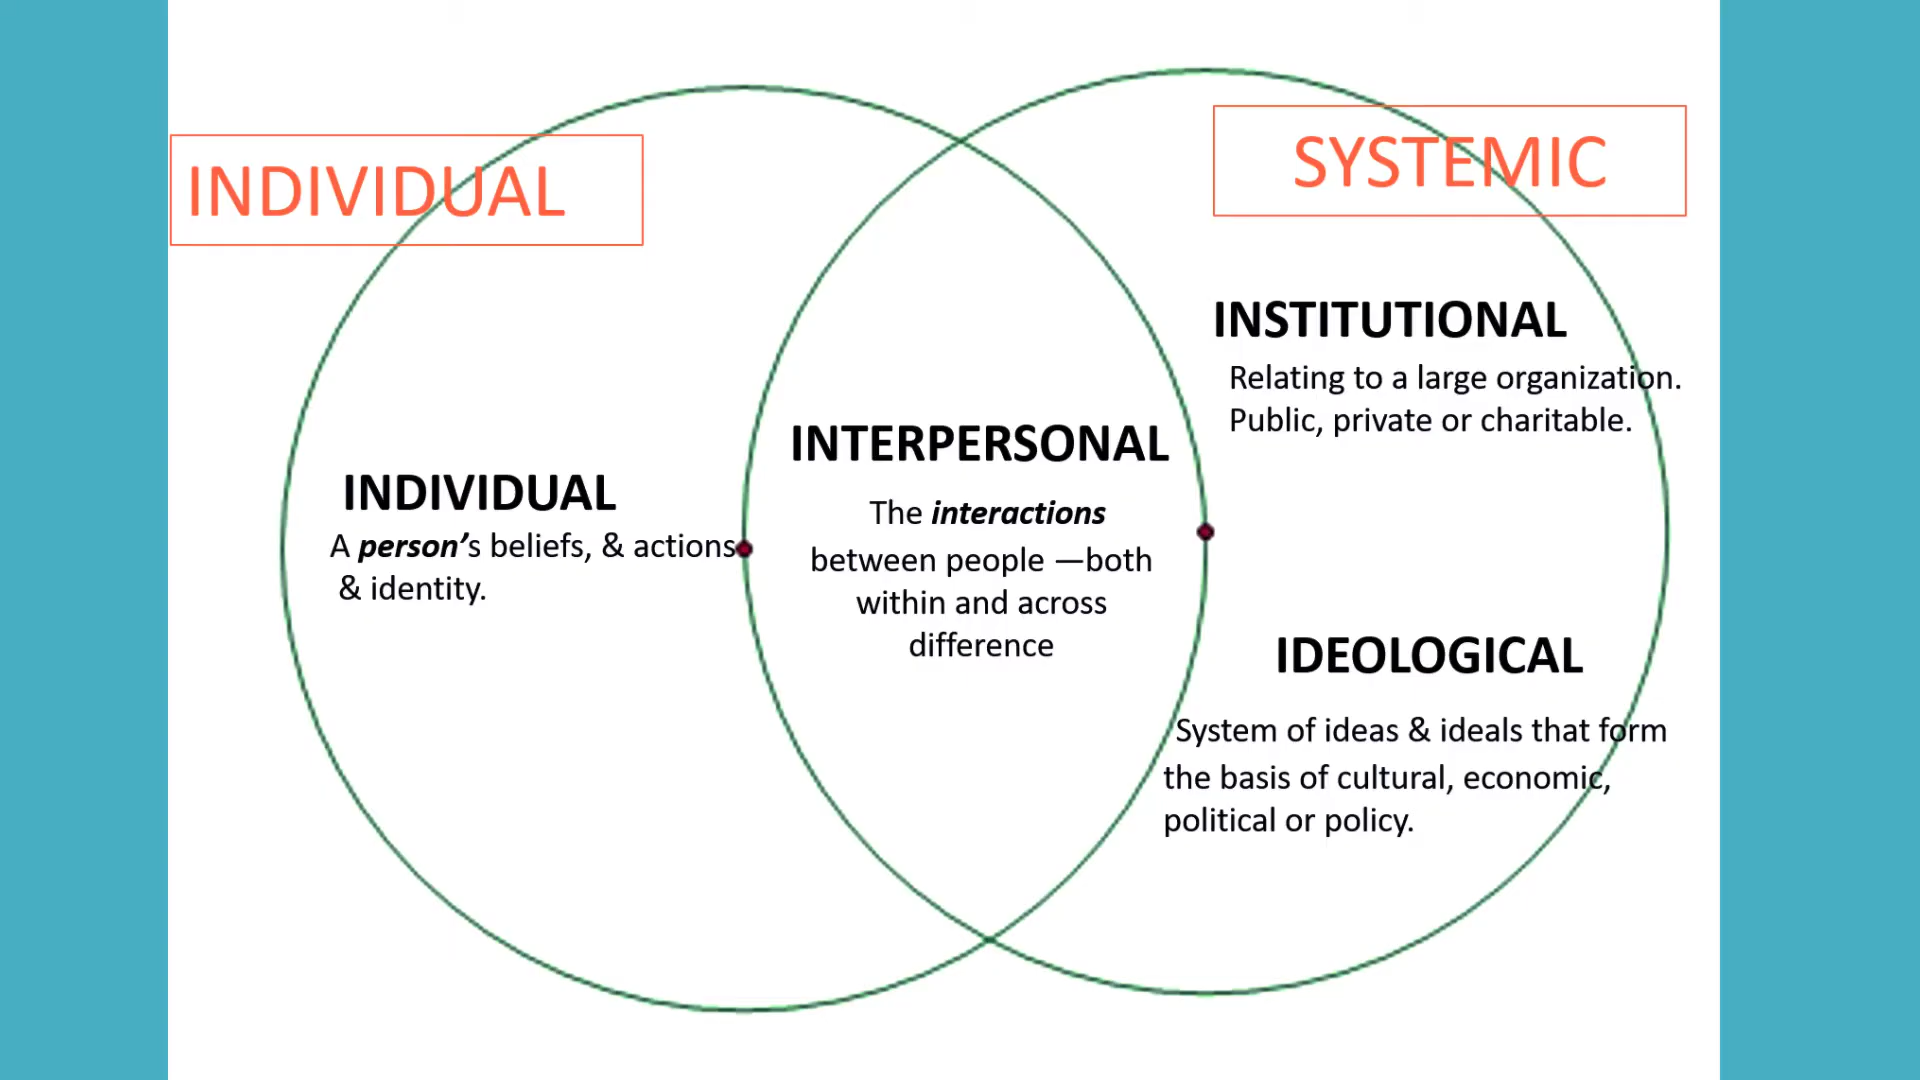 INDIVIDUAL
SYSTEMIC
INDIVIDUAL
A person’s beliefs, & actions
& identity.
INTERPERSONAL
The interactions
between people —both
within and across
difference
INSTITUTIONAL
Relating to a large organization.
Public, private or charitable.
IDEOLOGICAL
System of ideas & ideals that form
the basis of cultural, economic,
political or policy.